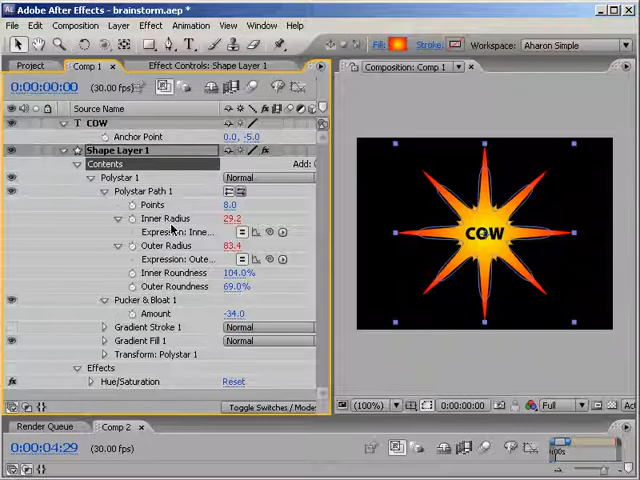 Adobe After Effects - brainstorm.aep *
File Edit Composition Layer Effect Animation View Window Help
Fill: Stroke: Workspace: Aharon Simple
Project Comp 1 Effect Controls: Shape Layer 1 Composition: Comp 1
0:00:00:00
Source Name
T COW
Anchor Point 0.0, -5.0
Shape Layer 1
Contents Add:
Polystar 1 Normal
Polystar Path 1
Points 8.0
Inner Radius 29.2
Expression: Inne...
Outer Radius 83.4
Expression: Oute...
Inner Roundness 104.0%
Outer Roundness 69.0%
Pucker & Bloat 1
Amount -34.0
Gradient Stroke 1 Normal
Gradient Fill 1 Normal
Transform: Polystar 1
Effects
Hue/Saturation Reset
Toggle Switches / Mode
COW
(100%) 0:00:00:00 Full
Render Queue Comp 2
0:00:04:29 (30.00 fps)